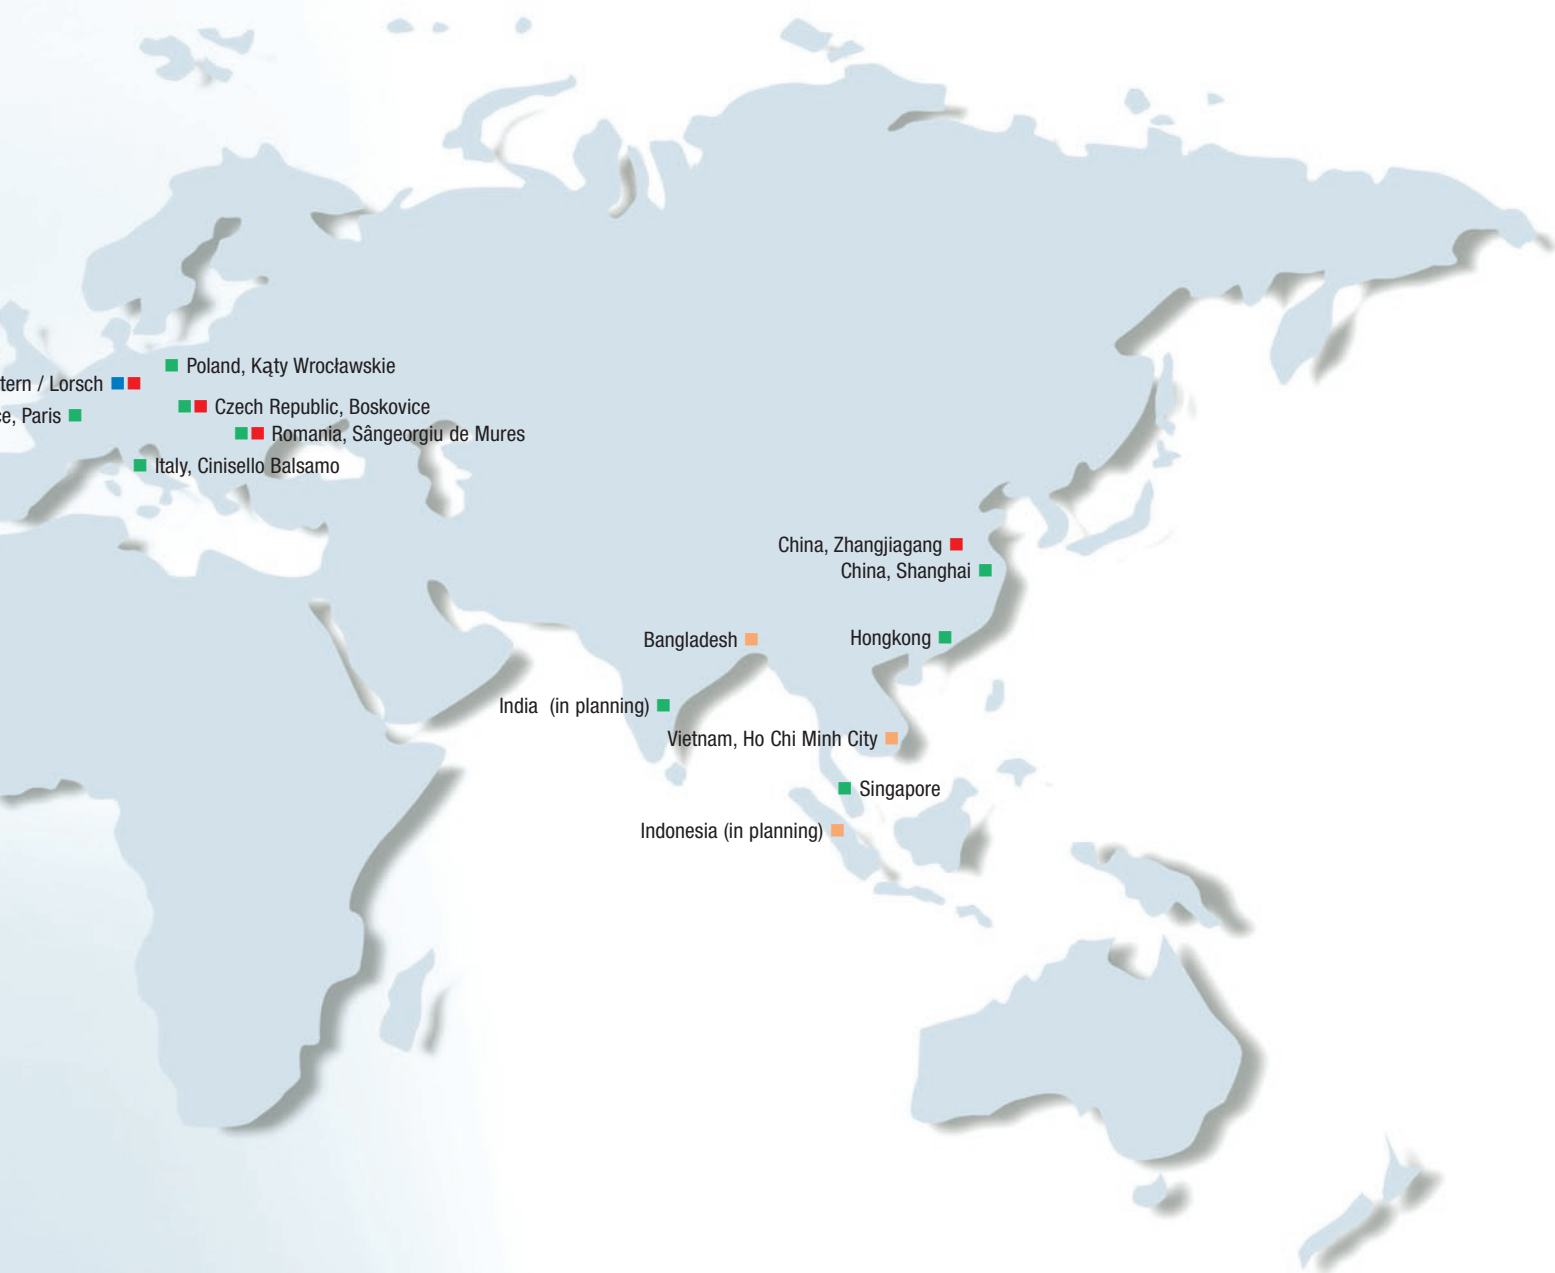 Poland, Kąty Wrocławskie
tern / Lorsch
Czech Republic, Boskovice
ce, Paris
Romania, Sângeorgiu de Mures
Italy, Cinisello Balsamo
China, Zhangjiagang
China, Shanghai
Bangladesh
Hongkong
India (in planning)
Vietnam, Ho Chi Minh City
Singapore
Indonesia (in planning)